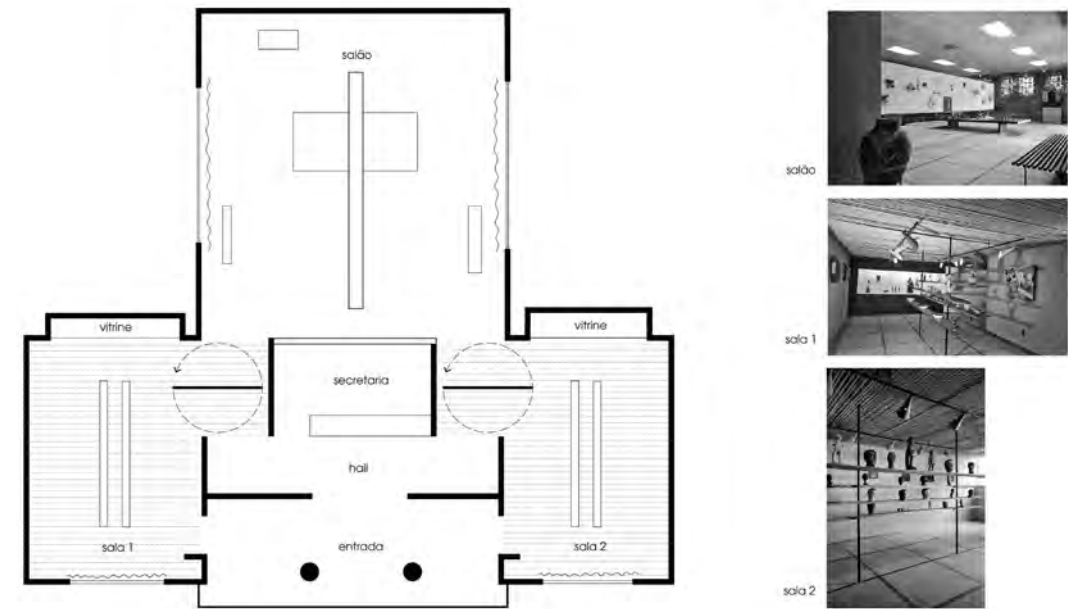 salão
vitrine
vitrine
secretaria
hall
sala 1
entrada
sala 2
salão
sala 1
sala 2